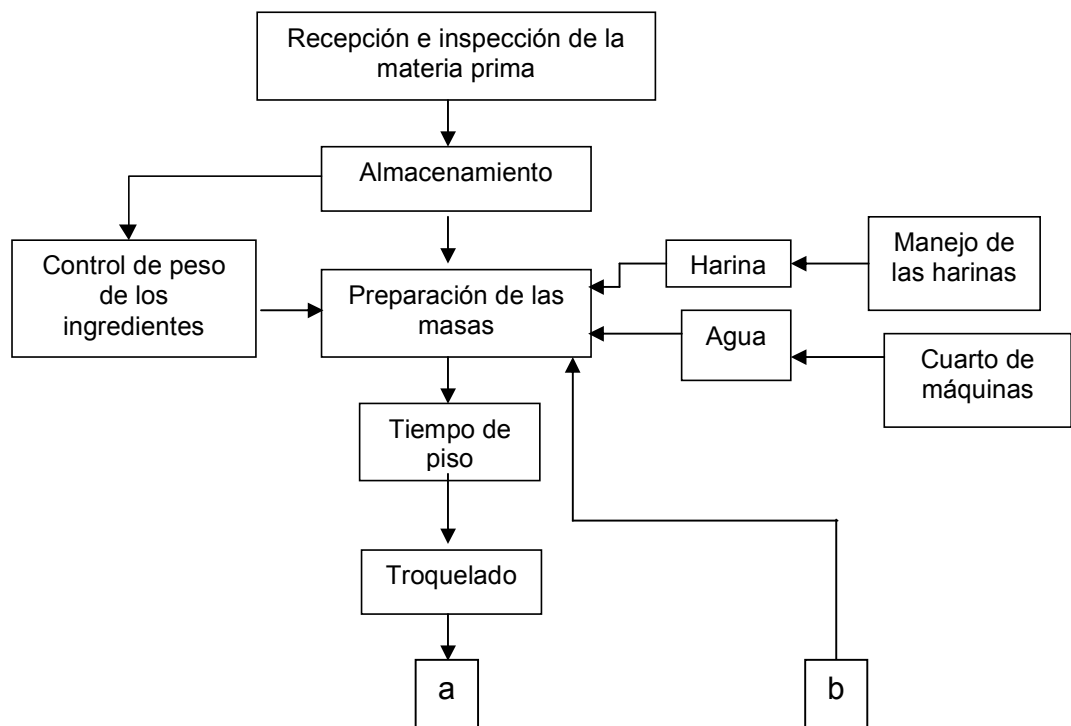 Recepción e inspección de la
materia prima
Almacenamiento
Control de peso
de los
ingredientes
Preparación de las
masas
Harina
Manejo de
las harinas
Agua
Cuarto de
máquinas
Tiempo de
piso
Troquelado
a
b